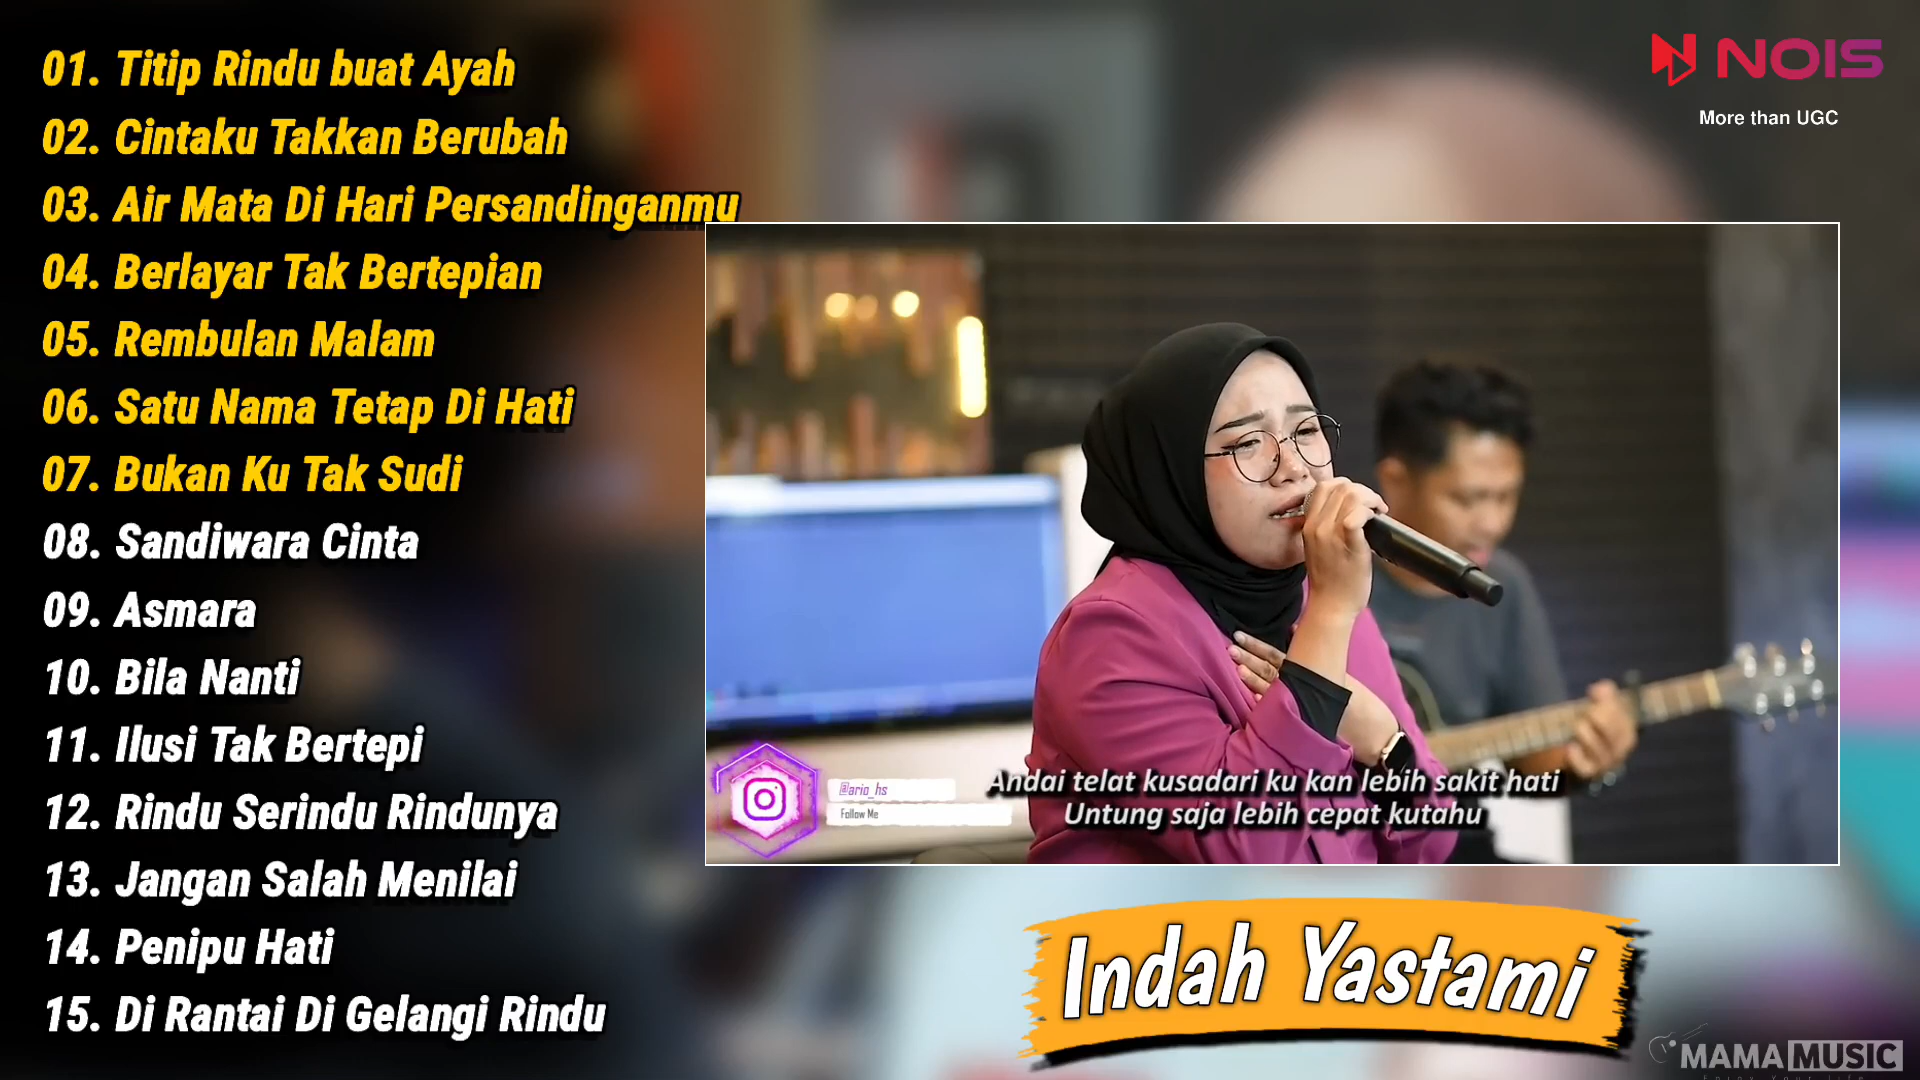 01. Titip Rindu buat Ayah
02. Cintaku Takkan Berubah
03. Air Mata Di Hari Persandinganmu
04. Berlayar Tak Bertepian
05. Rembulan Malam
06. Satu Nama Tetap Di Hati
07. Bukan Ku Tak Sudi
08. Sandiwara Cinta
09. Asmara
10. Bila Nanti
11. Ilusi Tak Bertepi
12. Rindu Serindu Rindunya
13. Jangan Salah Menilai
14. Penipu Hati
15. Di Rantai Di Gelangi Rindu
NOIS
More than UGC
@ario_hs
Follow Me
Andai telat kusadari ku kan lebih sakit hati
Untung saja lebih cepat kutahu
Indah Yastami
MAMA MUSIC
Enjoy Your life